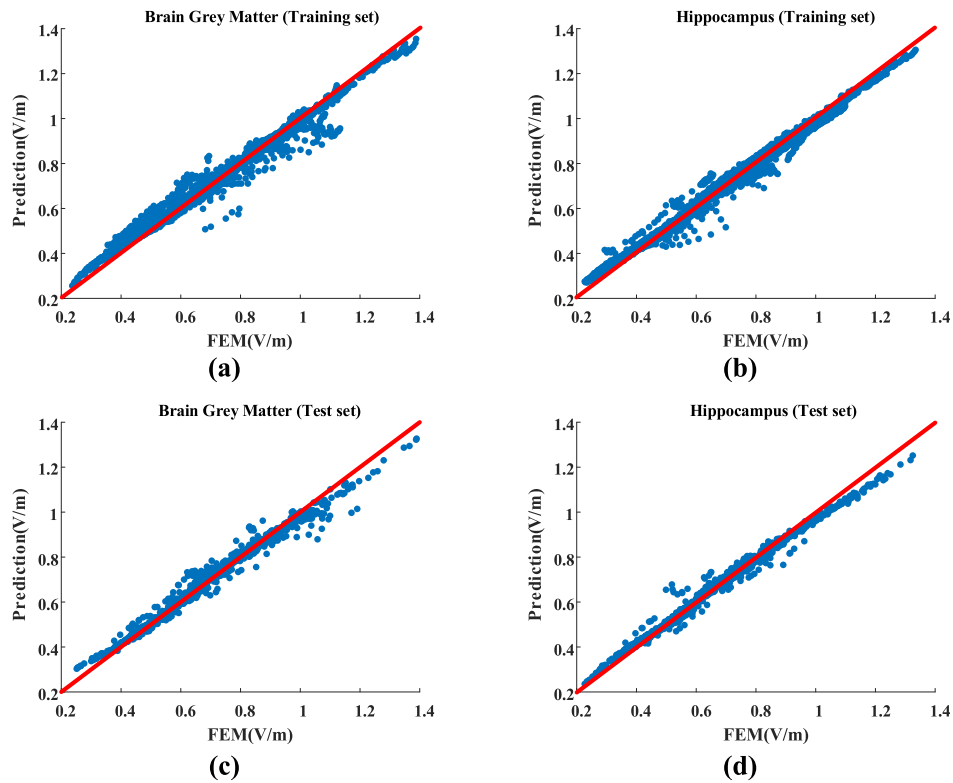 Brain Grey Matter (Training set)
1.4
1.2
1
0.8
0.6
0.4
0.2
Prediction(V/m)
0.2 0.4 0.6 0.8 1 1.2 1.4
FEM(V/m)
(a)
Hippocampus (Training set)
1.4
1.2
1
0.8
0.6
0.4
0.2
Prediction(V/m)
0.2 0.4 0.6 0.8 1 1.2 1.4
FEM(V/m)
(b)
Brain Grey Matter (Test set)
1.4
1.2
1
0.8
0.6
0.4
0.2
Prediction(V/m)
0.2 0.4 0.6 0.8 1 1.2 1.4
FEM(V/m)
(c)
Hippocampus (Test set)
1.4
1.2
1
0.8
0.6
0.4
0.2
Prediction(V/m)
0.2 0.4 0.6 0.8 1 1.2 1.4
FEM(V/m)
(d)